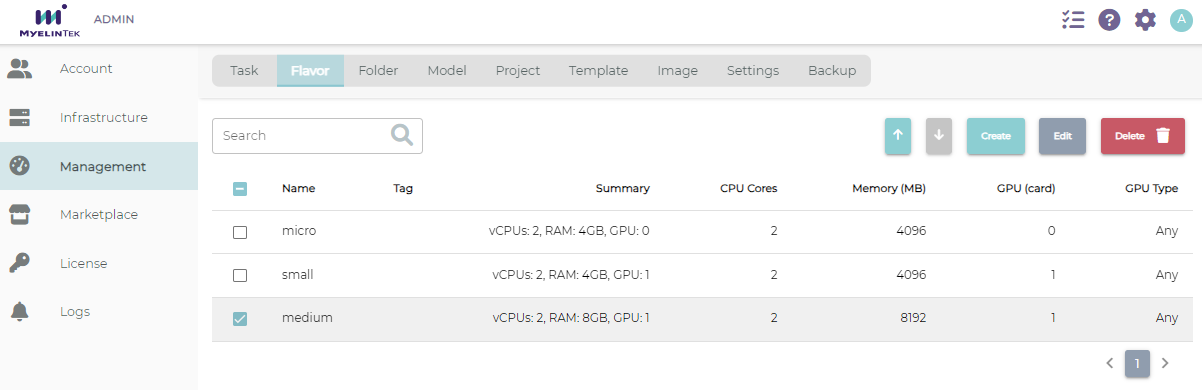 MYELINTEK ADMIN ? A
Account
Infrastructure
Management
Marketplace
License
Logs
Task Flavor Folder Model Project Template Image Settings Backup
Search Create Edit Delete
Name Tag Summary CPU Cores Memory (MB) GPU (card) GPU Type
micro vCPUs: 2, RAM: 4GB, GPU: 0 2 4096 0 Any
small vCPUs: 2, RAM: 4GB, GPU: 1 2 4096 1 Any
medium vCPUs: 2, RAM: 8GB, GPU: 1 2 8192 1 Any
1